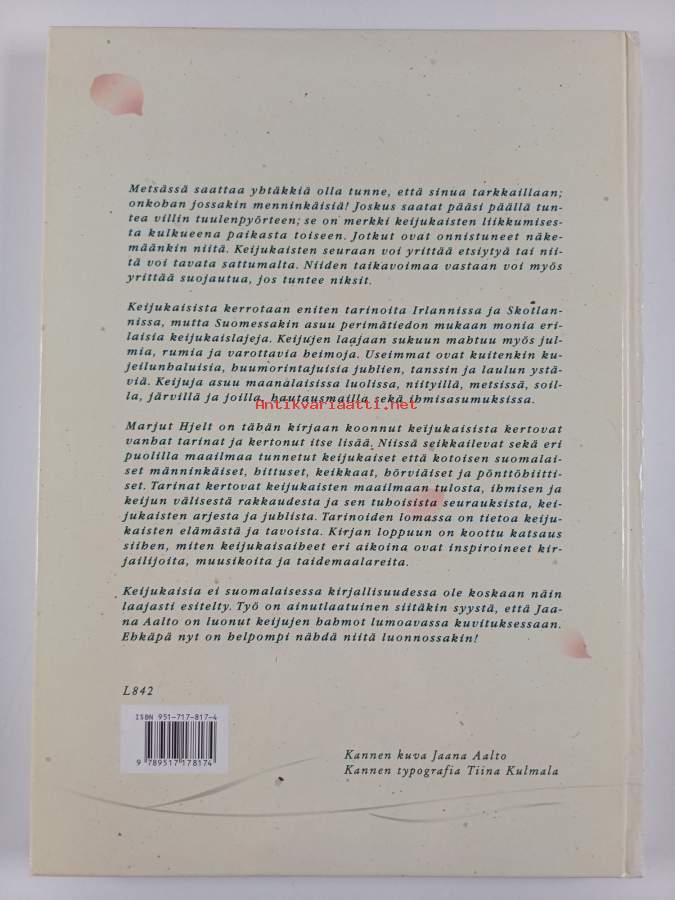 Metsässä saattaa yhtäkkiä olla tunne, että sinua tarkkaillaan;
onkohan jossakin menninkäisiä! Joskus saatat pääsi päällä tun-
tea villin tuulenpyörteen; se on merkki keijukaisten liikkumises-
ta kulkueena paikasta toiseen. Jotkut ovat onnistuneet näke-
määnkin niitä. Keijukaisten seuraan voi yrittää etsiytyä tai nii-
tä voi tavata sattumalta. Niiden taikavoimaa vastaan voi myös
yrittää suojautua, jos tuntee niksit.
Keijukaisista kerrotaan eniten tarinoita Irlannissa ja Skotlan-
nissa, mutta Suomessakin asuu perimätiedon mukaan monia eri-
laisia keijukaislajeja. Keijujen laajaan sukuun mahtuu myös jul-
mia, rumia ja varottavia heimoja. Useimmat ovat kuitenkin ku-
jeilunhaluisia, huumorintajuisia juhlien, tanssin ja laulun ystä-
viä. Keijuja asuu maanalaisissa luolissa, niityillä, metsissä, soil-
la, järvillä ja joilla, hautausmailla sekä ihmisasumuksissa.
Antikvariaatti.net
Marjut Hjelt on tähän kirjaan koonnut keijukaisista kertovat
vanhat tarinat ja kertonut itse lisää. Niissä seikkailevat sekä eri
puolilla maailmaa tunnetut keijukaiset että kotoisen suomalai-
set männinkäiset, hittuset, keikkaat, hörviäiset ja pönttöhiitti-
set. Tarinat kertovat keijukaisten maailmaan tulosta, ihmisen ja
keijun välisestä rakkaudesta ja sen tuhoisista seurauksista, kei-
jukaisten arjesta ja juhlista. Tarinoiden lomassa on tietoa keiju-
kaisten elämästä ja tavoista. Kirjan loppuun on koottu katsaus
siihen, miten keijukaisaiheet eri aikoina ovat inspiroineet kir-
jailijoita, muusikoita ja taidemaalareita.
Keijukaisia ei suomalaisessa kirjallisuudessa ole koskaan näin
laajasti esitelty. Työ on ainutlaatuinen siitäkin syystä, että Jaa-
na Aalto on luonut keijujen hahmot lumoavassa kuvituksessaan.
Ehkäpä nyt on helpompi nähdä niitä luonnossakin!
L842
ISBN 951-717-817-4
9 789517 178174
Kannen kuva Jaana Aalto
Kannen typografia Tiina Kulmala